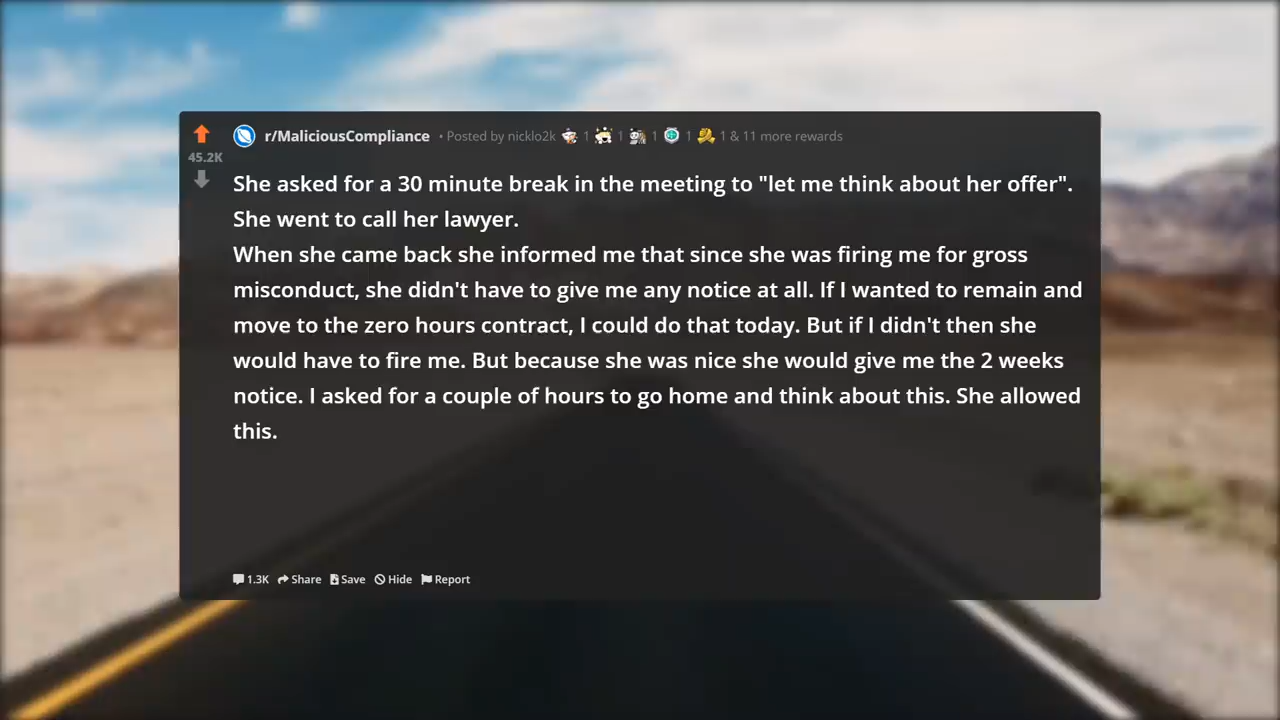 r/MaliciousCompliance • Posted by nicklo2k 1 1 1 1 1 & 11 more rewards
45.2K
She asked for a 30 minute break in the meeting to "let me think about her offer".
She went to call her lawyer.
When she came back she informed me that since she was firing me for gross
misconduct, she didn't have to give me any notice at all. If I wanted to remain and
move to the zero hours contract, I could do that today. But if I didn't then she
would have to fire me. But because she was nice she would give me the 2 weeks
notice. I asked for a couple of hours to go home and think about this. She allowed
this.
1.3K Share Save Hide Report